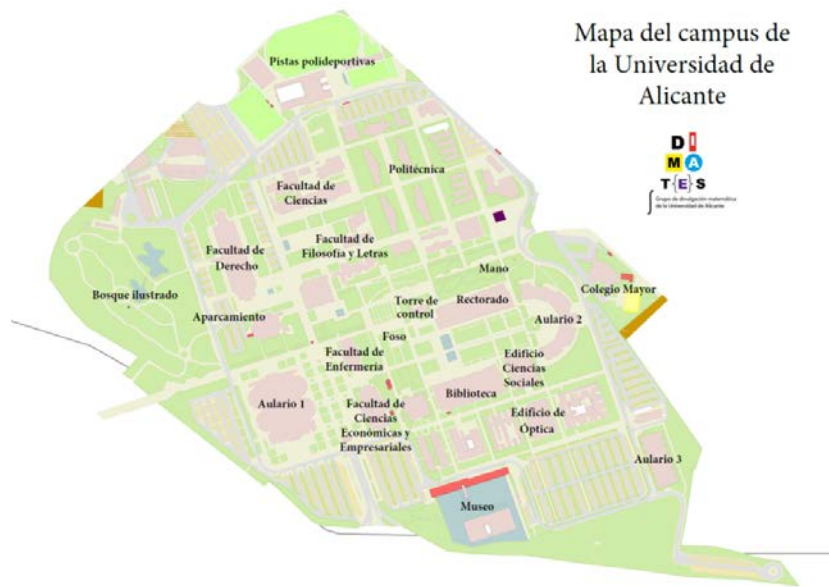 Mapa del campus de
la Universidad de
Alicante
D I
M A
T{E}S
Grupo de divulgación matemática
de la Universidad de Alicante
Pistas polideportivas
Politécnica
Facultad de
Ciencias
Facultad de
Derecho
Facultad de
Filosofía y Letras
Mano
Colegio Mayor
Bosque ilustrado
Aparcamiento
Torre de
control
Rectorado
Aulario 2
Foso
Facultad de
Enfermería
Edificio
Ciencias
Sociales
Biblioteca
Aulario 1
Facultad de
Ciencias
Económicas y
Empresariales
Edificio de
Óptica
Aulario 3
Museo